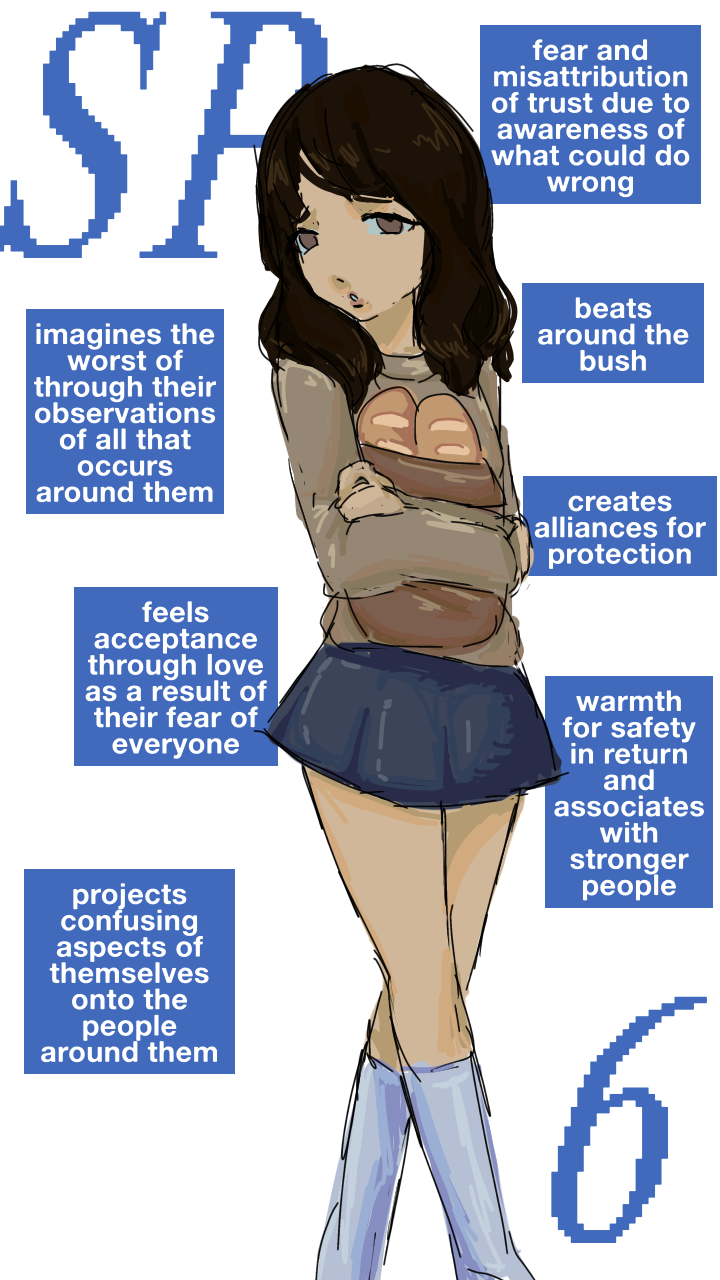 SP
fear and
misattribution
of trust due to
awareness of
what could do
wrong
beats
around the
bush
imagines the
worst of
through their
observations
of all that
occurs
around them
creates
alliances for
protection
feels
acceptance
through love
as a result of
their fear of
everyone
warmth
for safety
in return
and
associates
with
stronger
people
projects
confusing
aspects of
themselves
onto the
people
around them
6